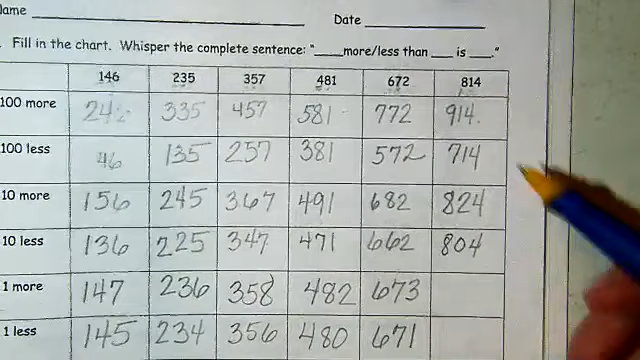 Name Date
Fill in the chart. Whisper the complete sentence: "____more/less than ___ is ____."
146 235 357 481 672 814
100 more 246 335 457 581 772 914
100 less 46 135 257 381 572 714
10 more 156 245 367 491 682 824
10 less 136 225 347 471 662 804
1 more 147 236 358 482 673
1 less 145 234 356 480 671